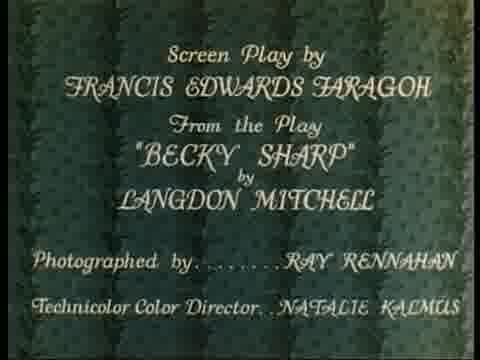 Screen Play by
FRANCIS EDWARDS FARAGOH
From the Play
"BECKY SHARP"
by
LANGDON MITCHELL
Photographed by........RAY RENNAHAN
Technicolor Color Director..NATALIE KALMUS